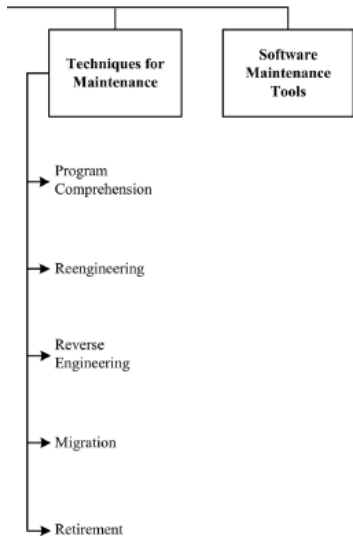 Techniques for
Maintenance
Software
Maintenance
Tools
Program
Comprehension
Reengineering
Reverse
Engineering
Migration
Retirement